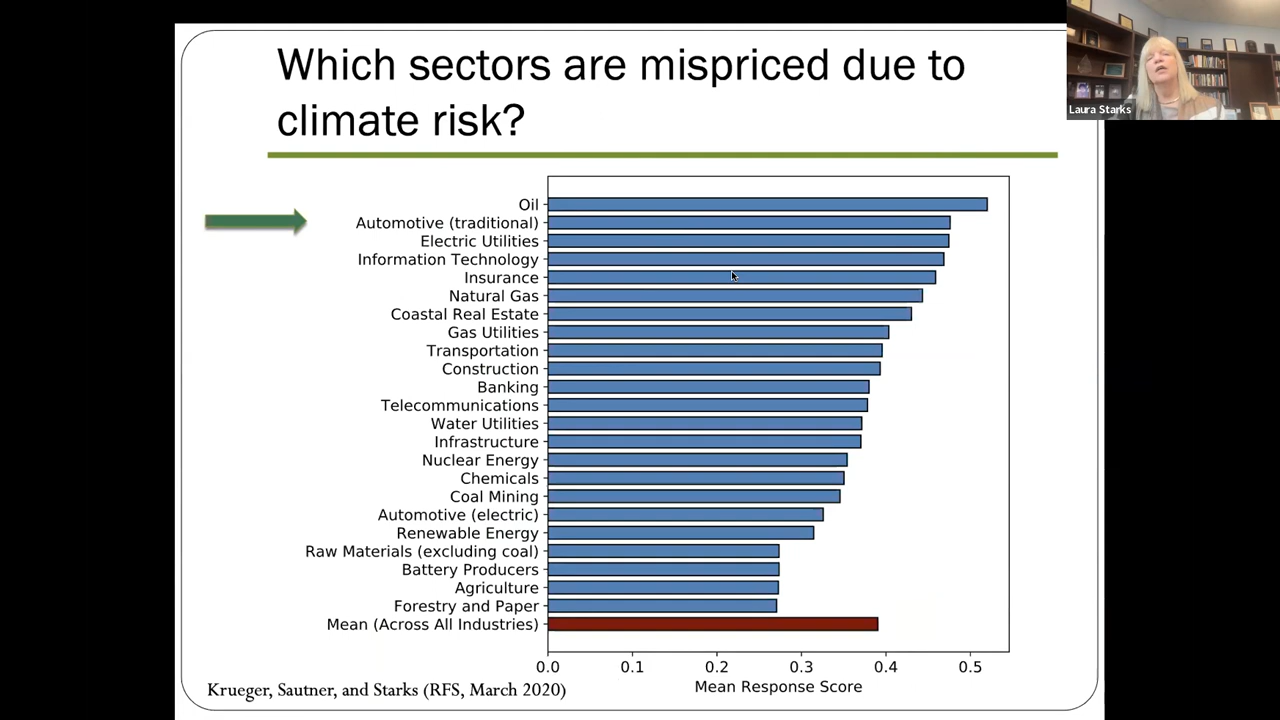 Which sectors are mispriced due to
climate risk?
Laura Starks
Oil
Automotive (traditional)
Electric Utilities
Information Technology
Insurance
Natural Gas
Coastal Real Estate
Gas Utilities
Transportation
Construction
Banking
Telecommunications
Water Utilities
Infrastructure
Nuclear Energy
Chemicals
Coal Mining
Automotive (electric)
Renewable Energy
Raw Materials (excluding coal)
Battery Producers
Agriculture
Forestry and Paper
Mean (Across All Industries)
0.0 0.1 0.2 0.3 0.4 0.5
Mean Response Score
Krueger, Sautner, and Starks (RFS, March 2020)